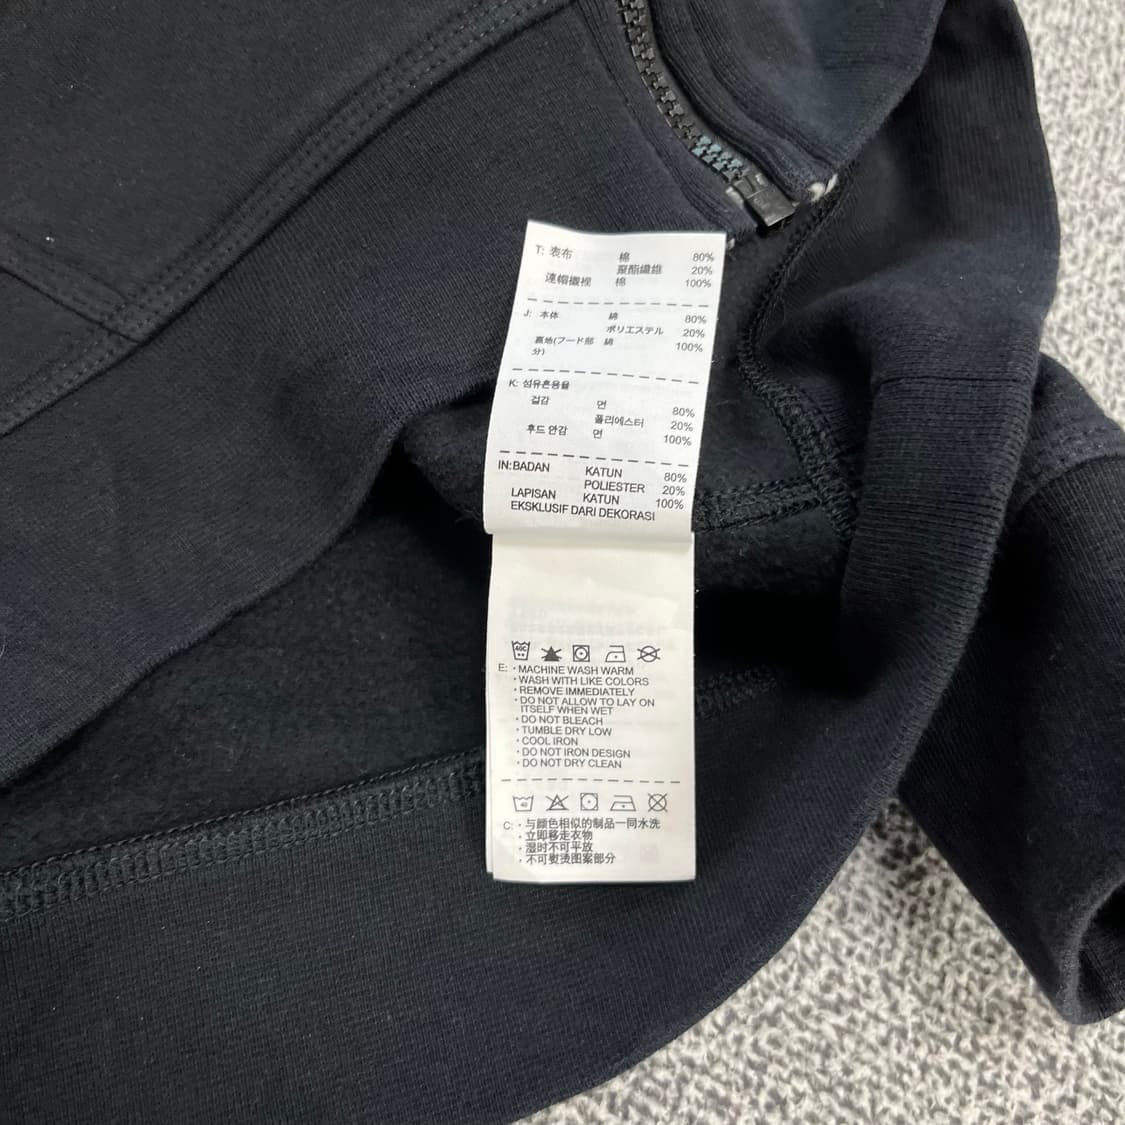 T: 表布 棉 80%
聚酯纖維 20%
連帽襯裡 棉 100%
J: 本体 綿 80%
ポリエステル 20%
裏地(フード部分) 綿 100%
K: 섬유혼용율
겉감 면 80%
폴리에스터 20%
후드 안감 면 100%
IN: BADAN KATUN 80%
POLIESTER 20%
LAPISAN KATUN 100%
EKSKLUSIF DARI DEKORASI
40C
E: • MACHINE WASH WARM
• WASH WITH LIKE COLORS
• REMOVE IMMEDIATELY
• DO NOT ALLOW TO LAY ON
ITSELF WHEN WET
• DO NOT BLEACH
• TUMBLE DRY LOW
• COOL IRON
• DO NOT IRON DESIGN
• DO NOT DRY CLEAN
40
C: • 与颜色相似的制品一同水洗
• 立即移走衣物
• 湿时不可平放
• 不可熨烫图案部分